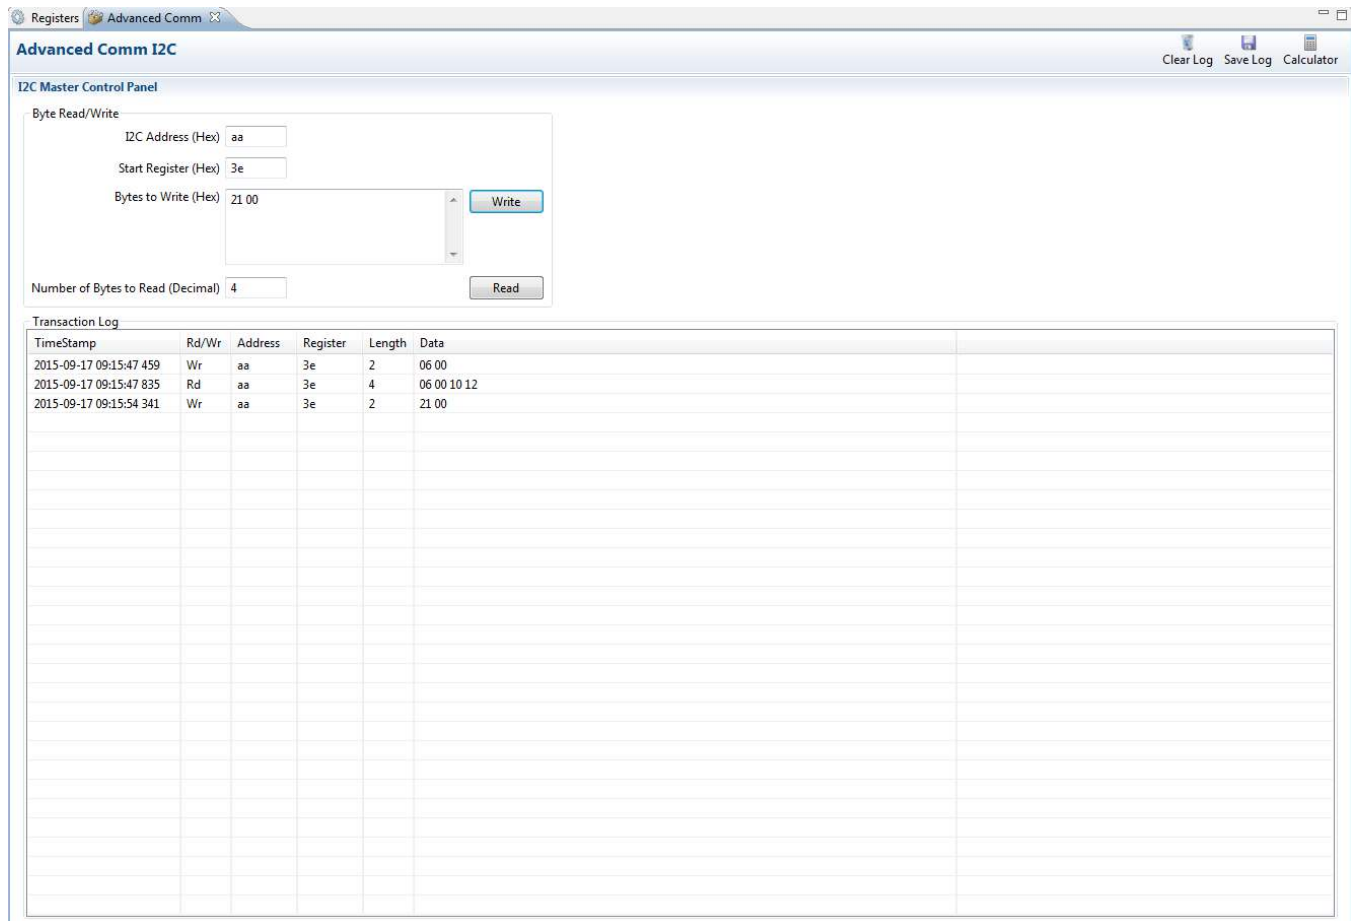 Registers Advanced Comm
Advanced Comm I2C
Clear Log Save Log Calculator
I2C Master Control Panel
Byte Read/Write
I2C Address (Hex) aa
Start Register (Hex) 3e
Bytes to Write (Hex) 21 00 Write
Number of Bytes to Read (Decimal) 4 Read
Transaction Log
TimeStamp Rd/Wr Address Register Length Data
2015-09-17 09:15:47 459 Wr aa 3e 2 06 00
2015-09-17 09:15:47 835 Rd aa 3e 4 06 00 10 12
2015-09-17 09:15:54 341 Wr aa 3e 2 21 00